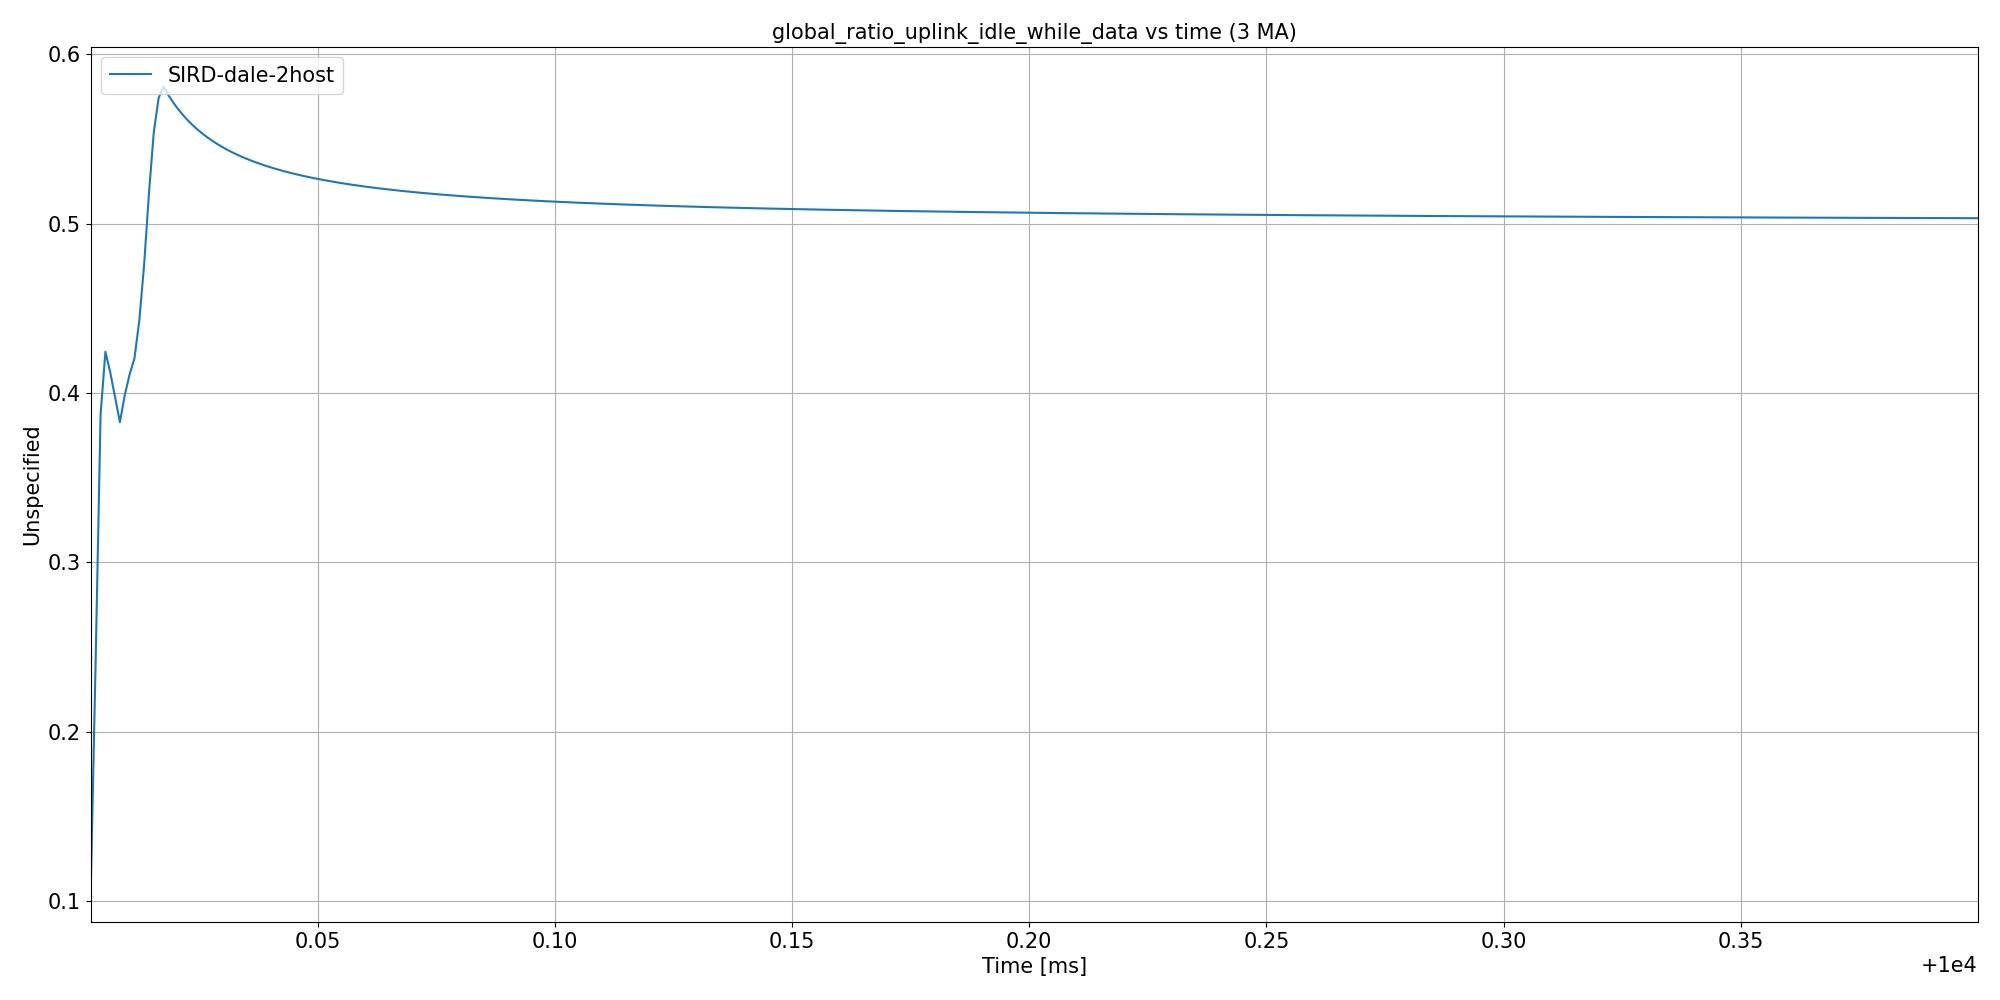 global_ratio_uplink_idle_while_data vs time (3 MA)
SIRD-dale-2host
Unspecified
0.6
0.5
0.4
0.3
0.2
0.1
0.05 0.10 0.15 0.20 0.25 0.30 0.35
Time [ms]
+1e4